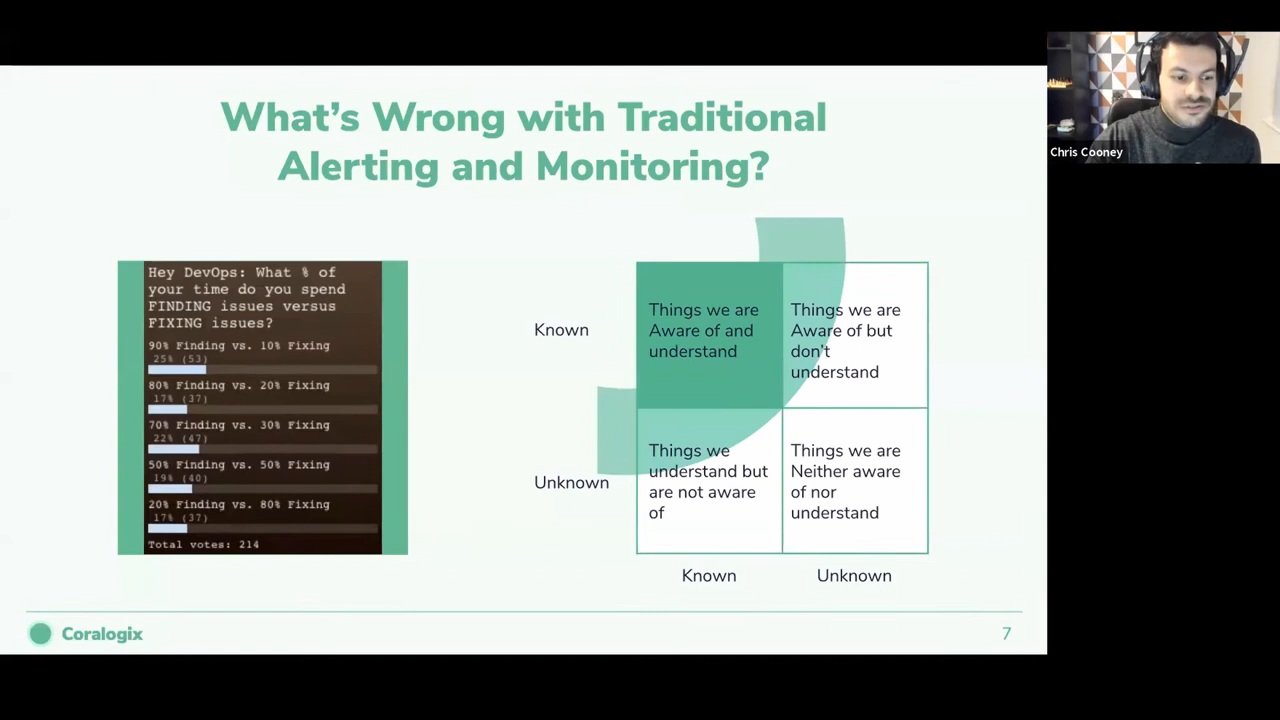 What's Wrong with Traditional
Alerting and Monitoring?
Hey DevOps: What % of
your time do you spend
FINDING issues versus
FIXING issues?
90% Finding vs. 10% Fixing
25% (53)
80% Finding vs. 20% Fixing
17% (37)
70% Finding vs. 30% Fixing
22% (47)
50% Finding vs. 50% Fixing
19% (40)
20% Finding vs. 80% Fixing
17% (37)
Total votes: 214
Known
Things we are
Aware of and
understand
Things we are
Aware of but
don't
understand
Unknown
Things we
understand but
are not aware
of
Things we are
Neither aware
of nor
understand
Known
Unknown
Coralogix
7
Chris Cooney